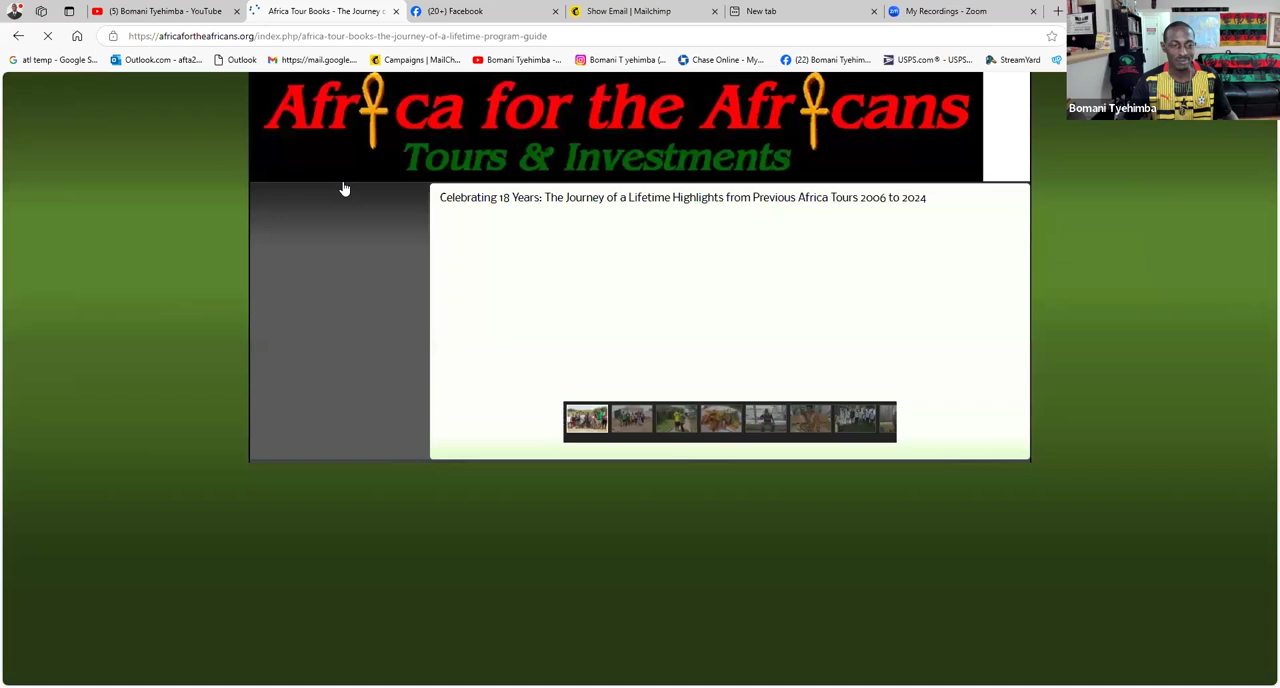 (5) Bomani Tyehimba - YouTube
Africa Tour Books - The Journey o
(20+) Facebook
Show Email | Mailchimp
New tab
My Recordings - Zoom
https://africafortheafricans.org/index.php/africa-tour-books-the-journey-of-a-lifetime-program-guide
atl temp - Google S...
Outlook.com - afta2...
Outlook
https://mail.google....
Campaigns | MailCh...
Bomani Tyehimba -...
Bomani T yehimba (...
Chase Online - My...
(22) Bomani Tyehim...
USPS.com® - USPS...
StreamYard
Bomani Tyehimba
Africa for the Africans
Tours & Investments
Celebrating 18 Years: The Journey of a Lifetime Highlights from Previous Africa Tours 2006 to 2024